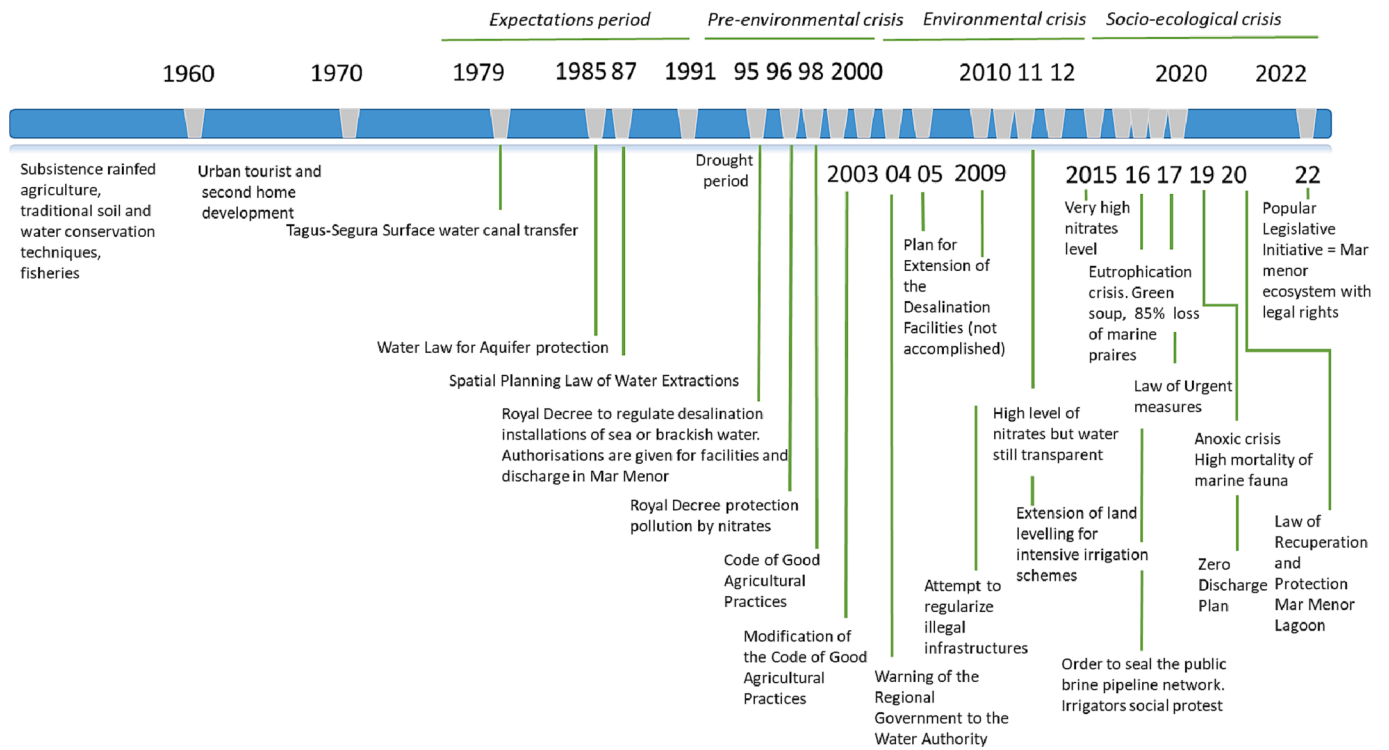 Expectations period
Pre-environmental crisis
Environmental crisis
Socio-ecological crisis
1960
1970
1979
1985 87
1991
95 96 98 2000
2010 11 12
2020
2022
2003 04 05 2009
2015 16 17 19 20
22
Subsistence rainfed
agriculture,
traditional soil and
water conservation
techniques,
fisheries
Urban tourist and
second home
development
Tagus-Segura Surface water canal transfer
Water Law for Aquifer protection
Spatial Planning Law of Water Extractions
Drought
period
Royal Decree to regulate desalination
installations of sea or brackish water.
Authorisations are given for facilities and
discharge in Mar Menor
Royal Decree protection
pollution by nitrates
Code of Good
Agricultural
Practices
Modification of
the Code of Good
Agricultural
Practices
Warning of the
Regional
Government to the
Water Authority
Plan for
Extension of
the
Desalination
Facilities (not
accomplished)
Attempt to
regularize
illegal
infrastructures
High level of
nitrates but water
still transparent
Extension of land
levelling for
intensive irrigation
schemes
Very high
nitrates
level
Eutrophication
crisis. Green
soup, 85% loss
of marine
praires
Law of Urgent
measures
Order to seal the public
brine pipeline network.
Irrigators social protest
Anoxic crisis
High mortality of
marine fauna
Zero
Discharge
Plan
Law of
Recuperation
and
Protection
Mar Menor
Lagoon
Popular
Legislative
Initiative = Mar
menor
ecosystem with
legal rights